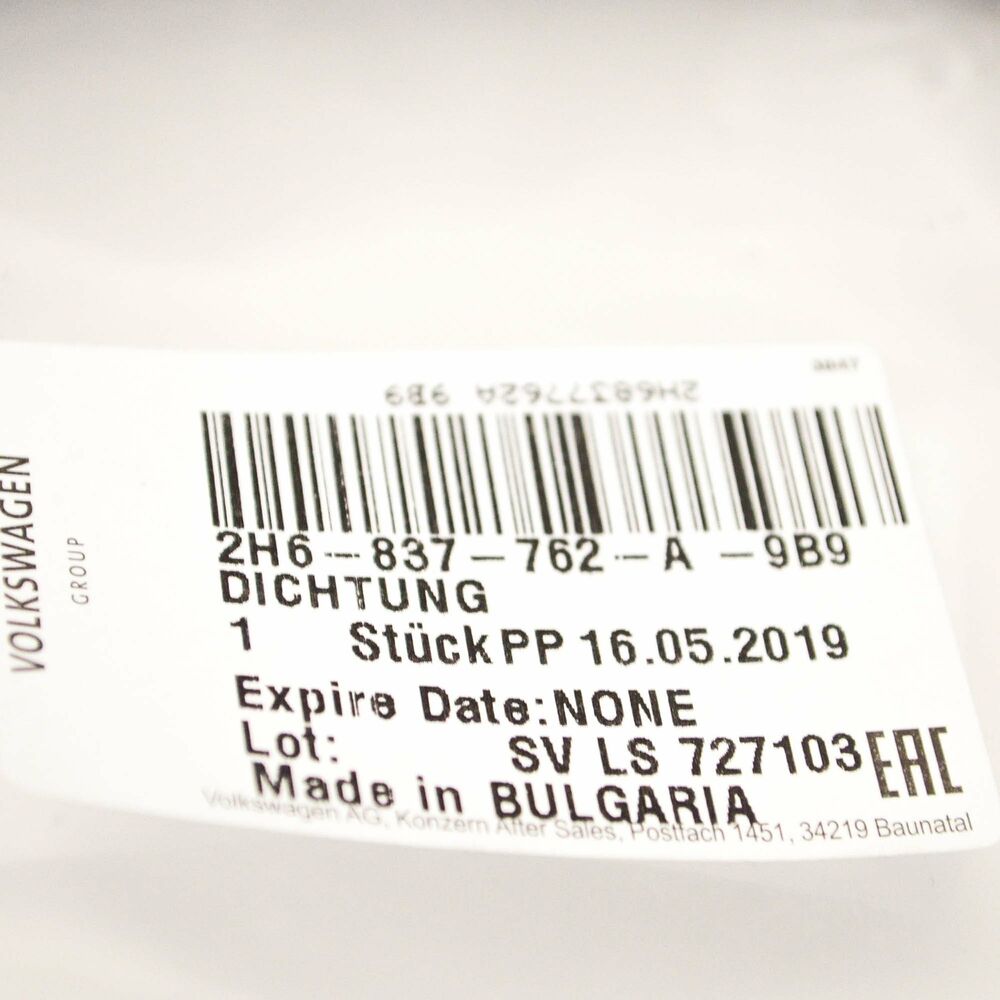 VOLKSWAGEN
GROUP
2H6837762A 9B9
2H6-837-762-A -9B9
DICHTUNG
1 Stück PP 16.05.2019
Expire Date:NONE
Lot: SV LS 727103
EAC
Made in BULGARIA
Volkswagen AG, Konzern After Sales, Postfach 1451, 34219 Baunatal